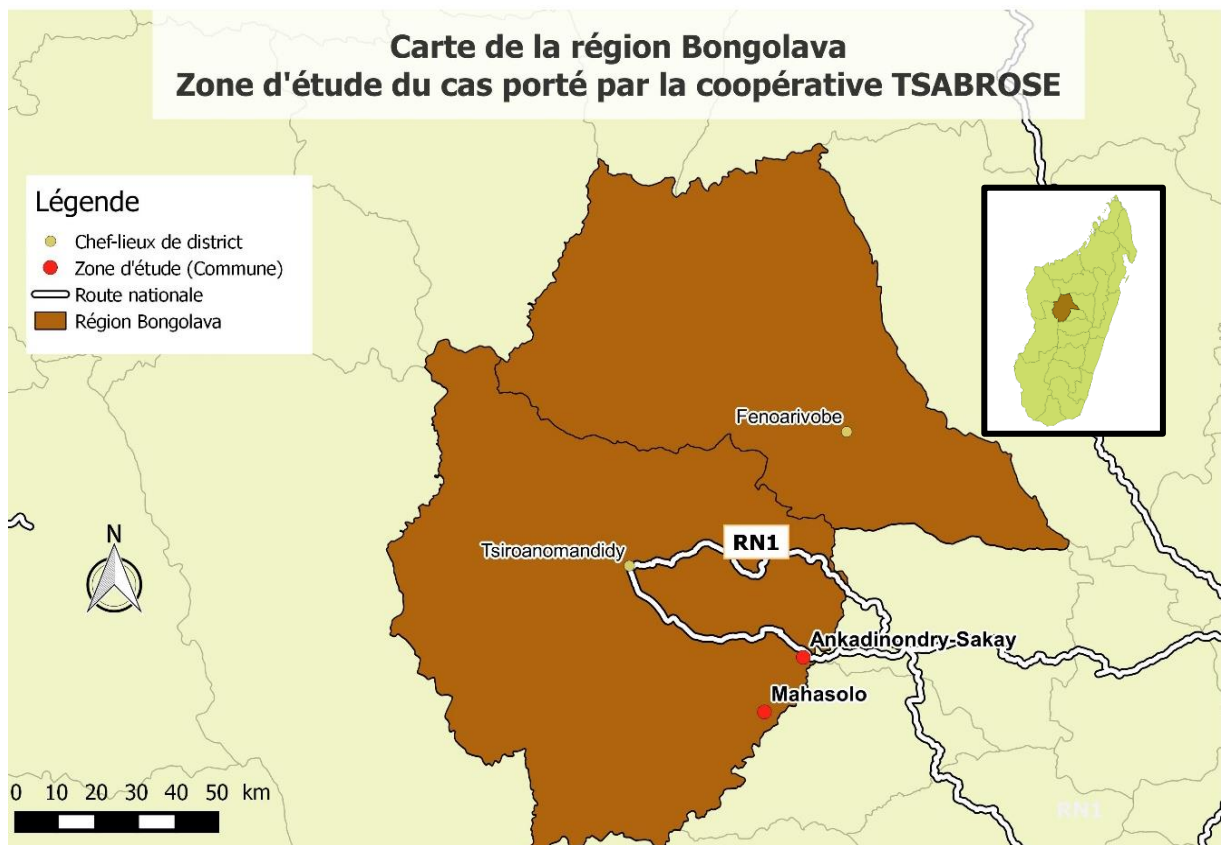 Carte de la région Bongolava
Zone d'étude du cas porté par la coopérative TSABROSE
Légende
Chef-lieux de district
Zone d'étude (Commune)
Route nationale
Région Bongolava
Fenoarivobe
N
Tsiroanomandidy
RN1
Ankadinondry-Sakay
Mahasolo
0 10 20 30 40 50 km
RN1